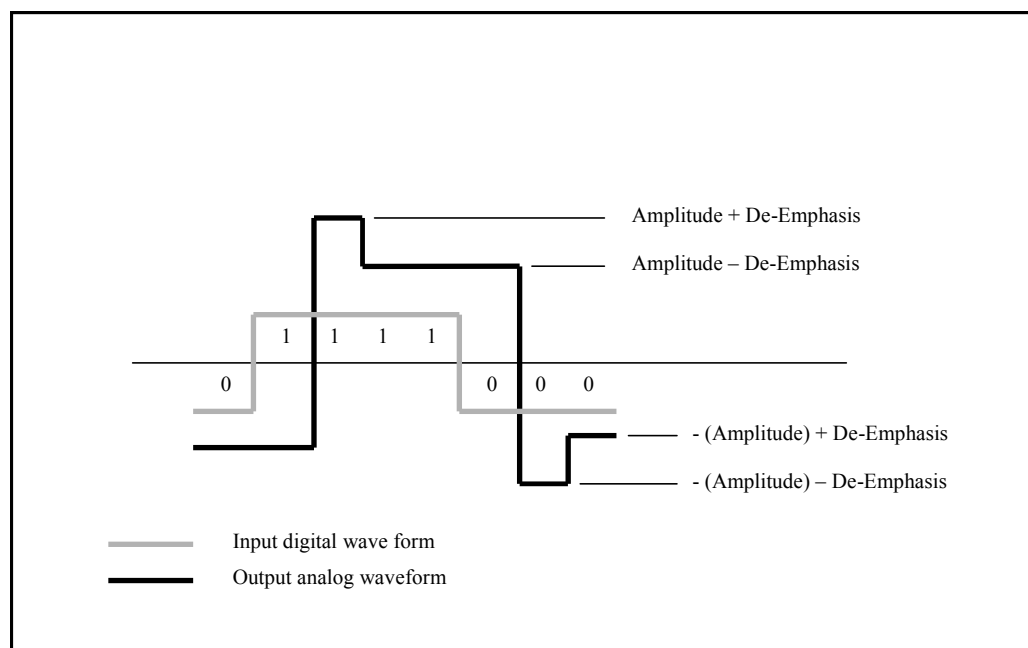 Amplitude + De-Emphasis
Amplitude – De-Emphasis
1 1 1 1
0 0 0 0
- (Amplitude) + De-Emphasis
- (Amplitude) – De-Emphasis
Input digital wave form
Output analog waveform